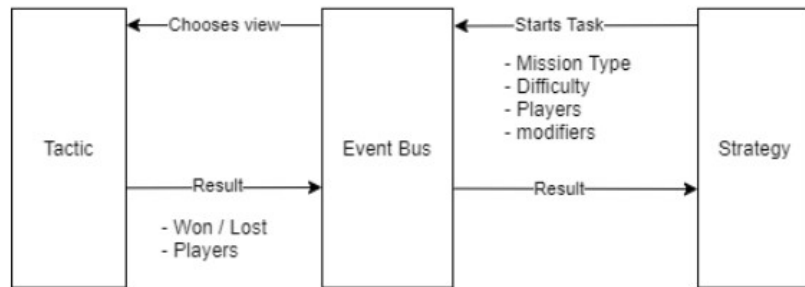 Chooses view
Starts Task
- Mission Type
- Difficulty
- Players
- modifiers
Tactic
Event Bus
Strategy
Result
Result
- Won / Lost
- Players